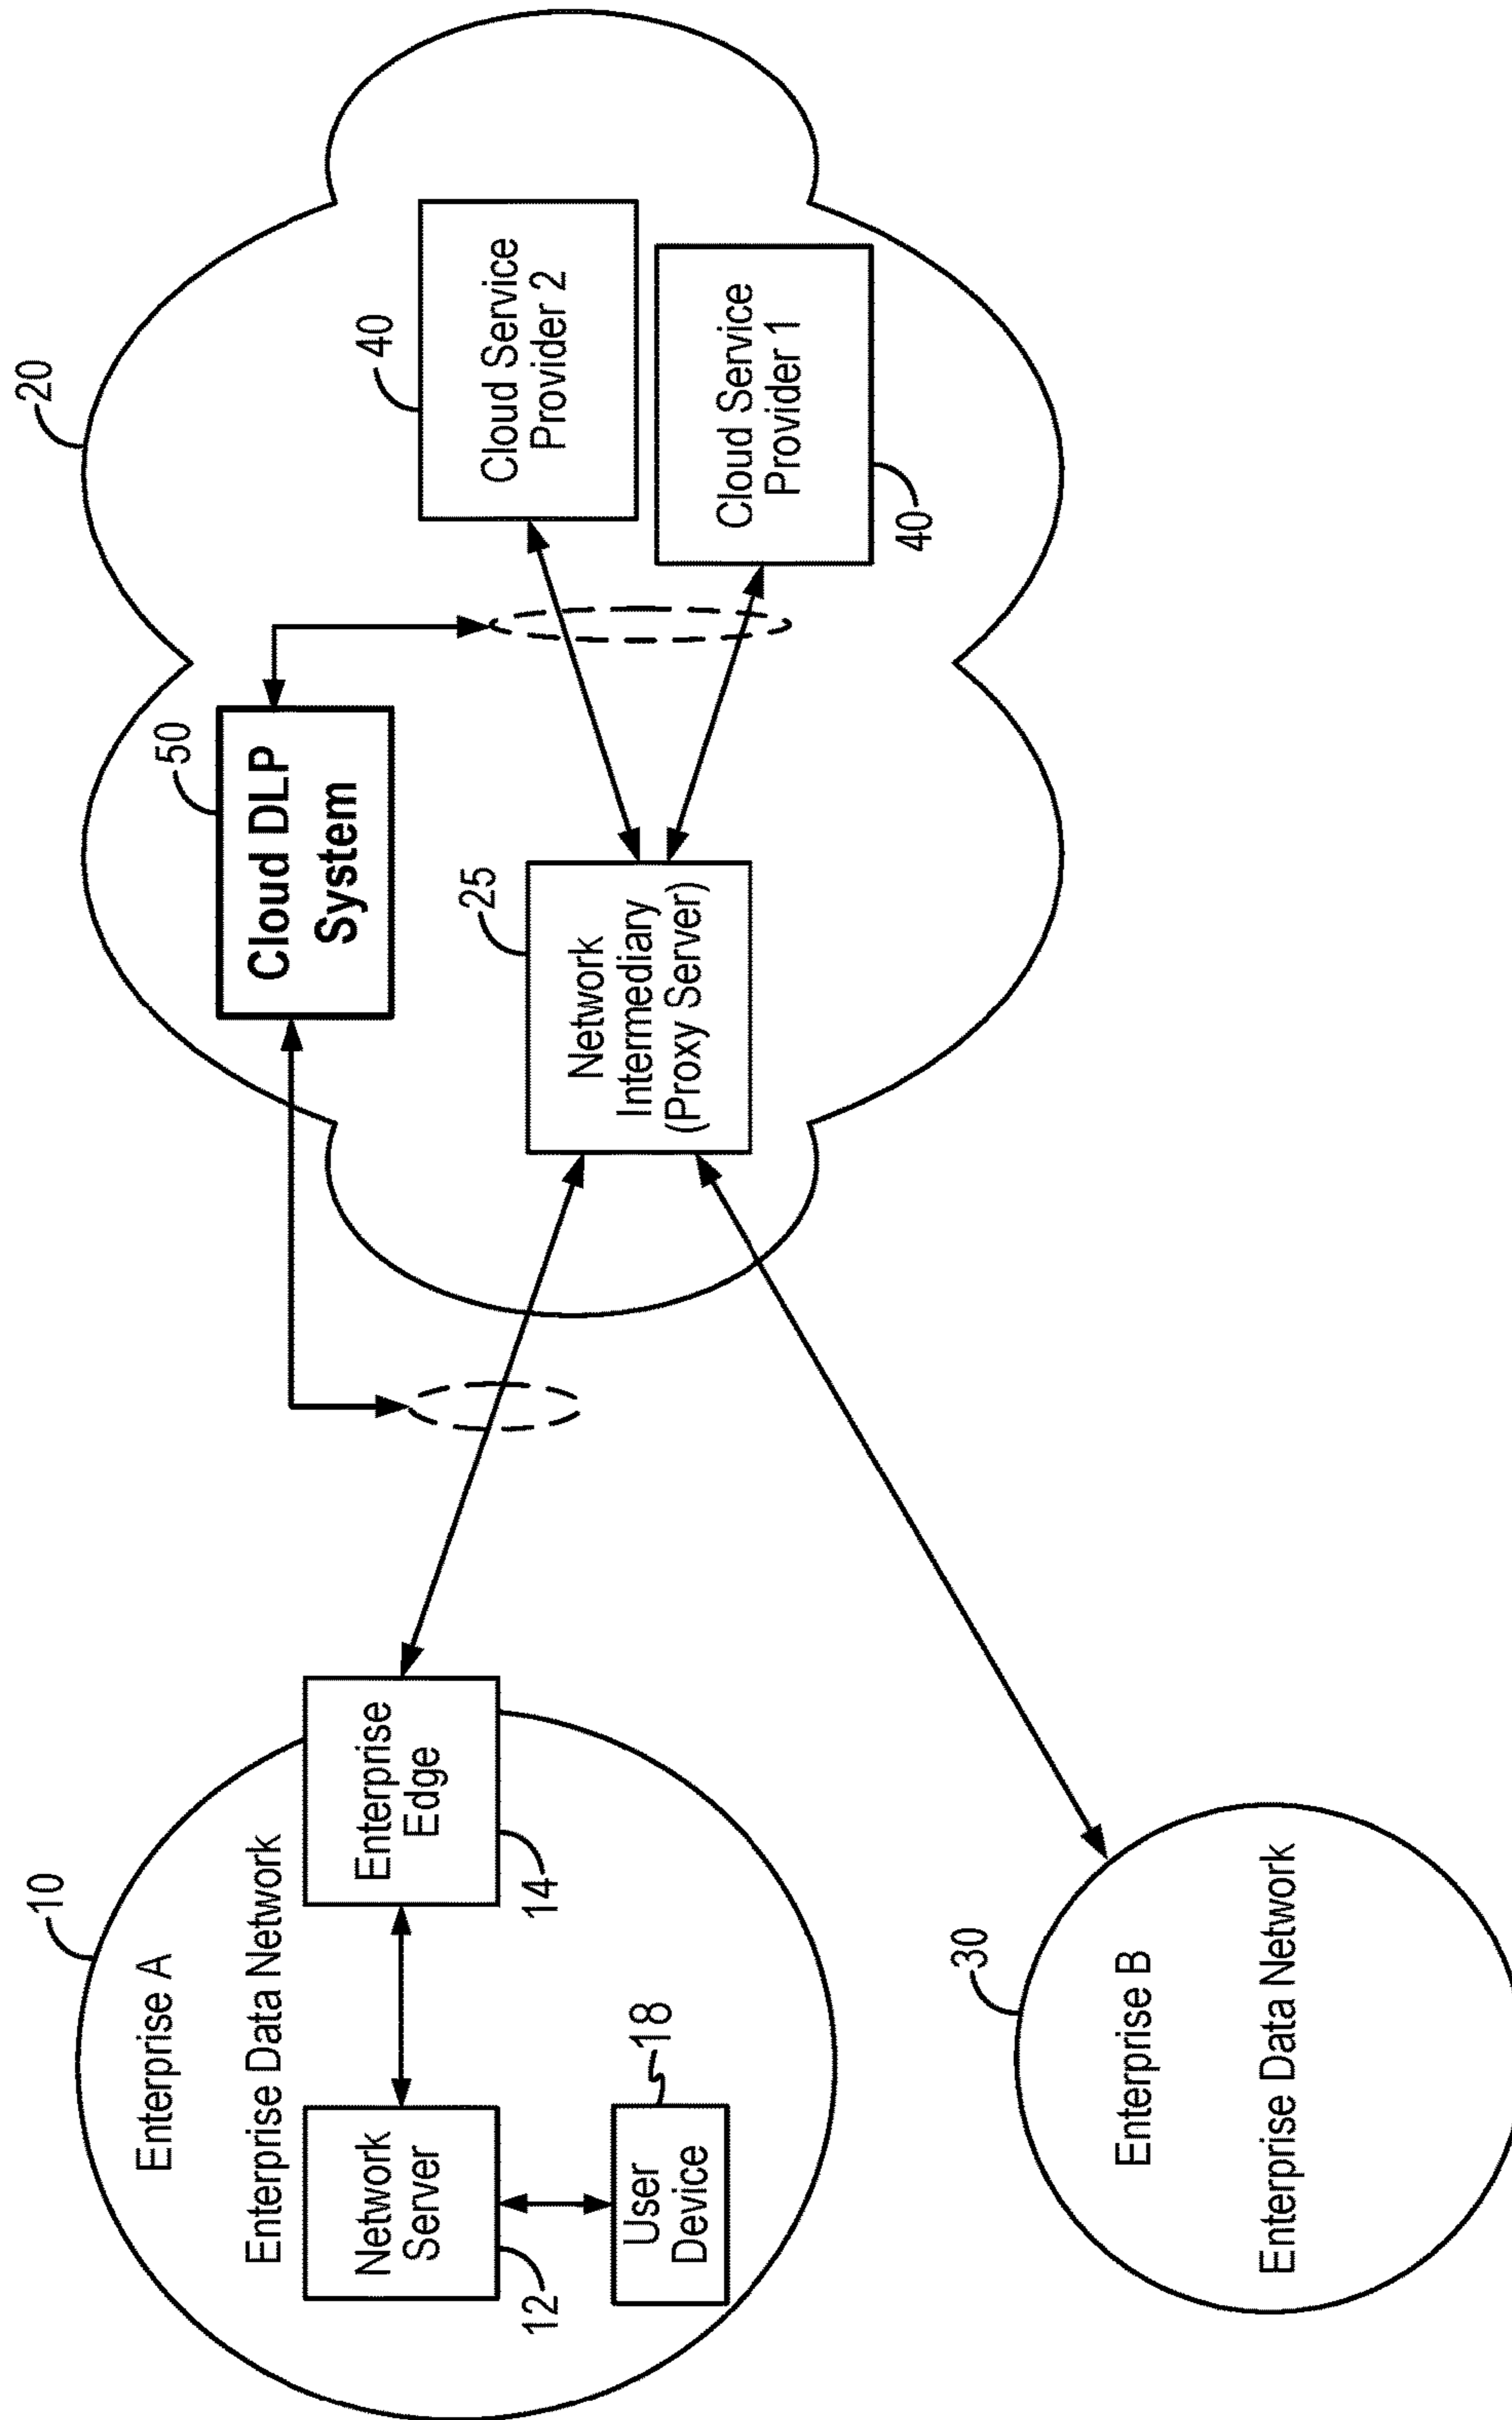 10
Enterprise A
Enterprise Data Network
Network
Server
12
Enterprise
Edge
14
User
Device
18
30
Enterprise B
Enterprise Data Network
20
Cloud DLP
System
50
Network
Intermediary
(Proxy Server)
25
Cloud Service
Provider 2
40
Cloud Service
Provider 1
40